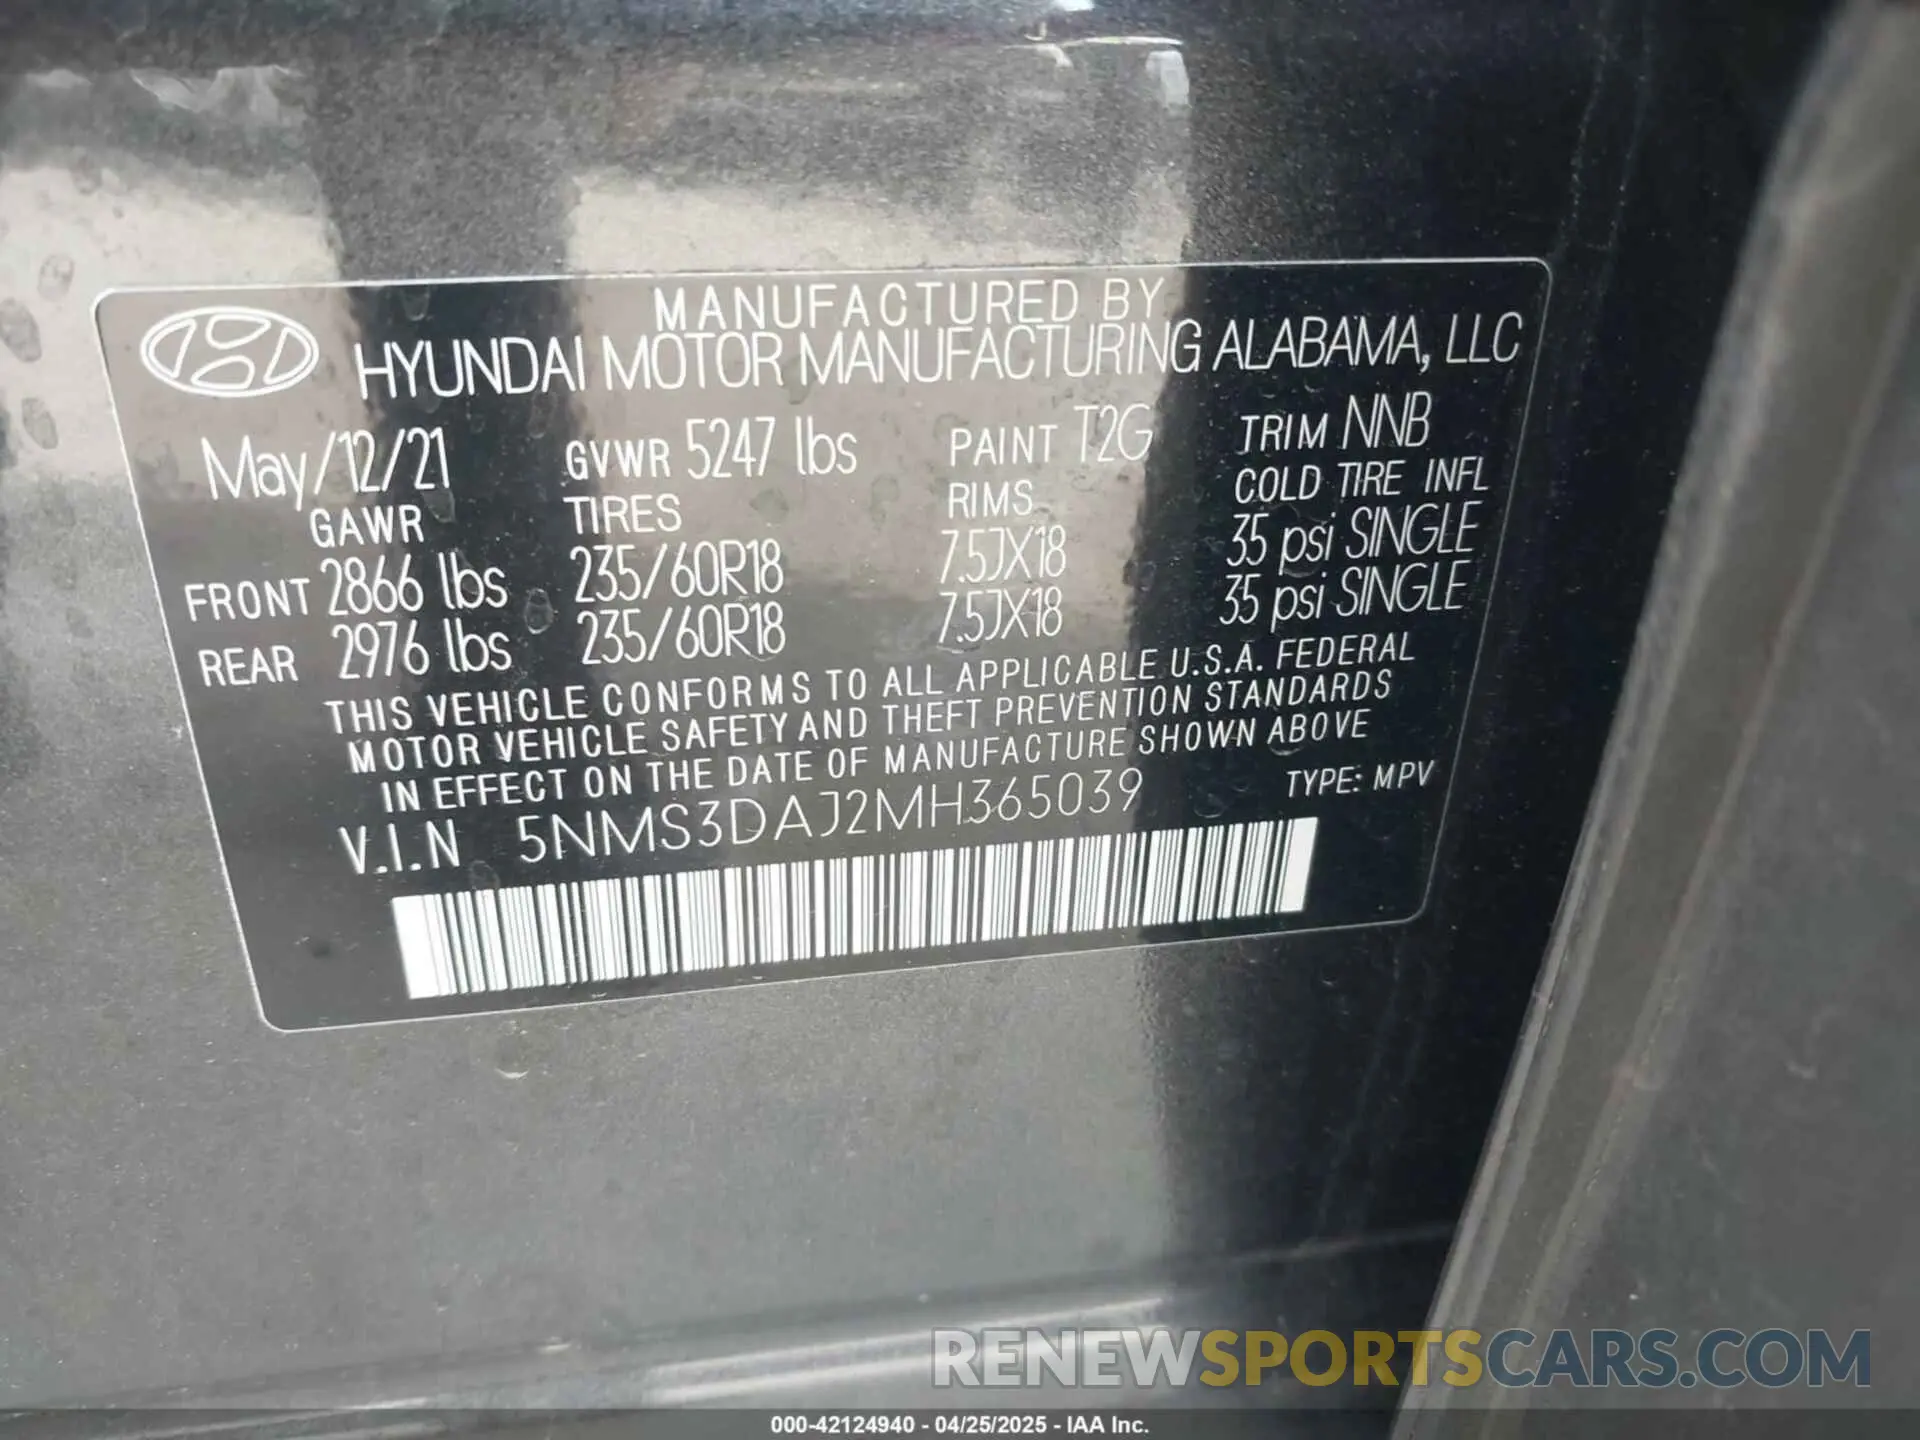 MANUFACTURED BY
HYUNDAI MOTOR MANUFACTURING ALABAMA, LLC
May/12/21 GVWR 5247 lbs PAINT T2G TRIM NNB
GAWR TIRES RIMS COLD TIRE INFL
FRONT 2866 lbs 235/60R18 7.5JX18 35 psi SINGLE
REAR 2976 lbs 235/60R18 7.5JX18 35 psi SINGLE
THIS VEHICLE CONFORMS TO ALL APPLICABLE U.S.A. FEDERAL
MOTOR VEHICLE SAFETY AND THEFT PREVENTION STANDARDS
IN EFFECT ON THE DATE OF MANUFACTURE SHOWN ABOVE
V.I.N 5NMS3DAJ2MH365039 TYPE: MPV
RENEWSPORTSCARS.COM
000-42124940 - 04/25/2025 - IAA Inc.